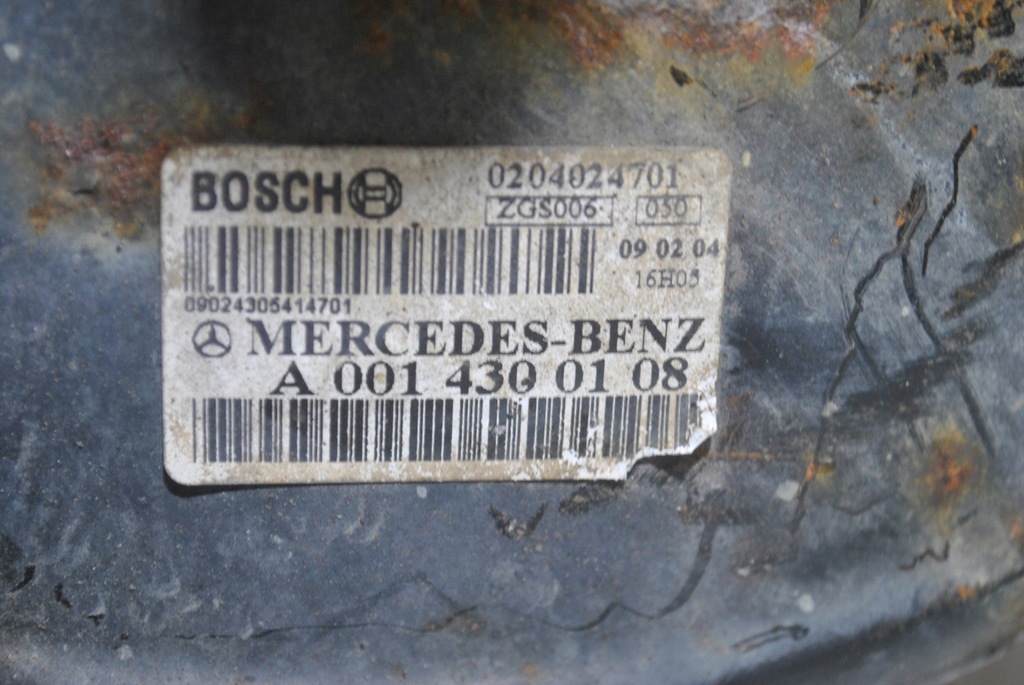 BOSCH
0204024701
ZGS006 050
09 02 04
16H05
09024305414701
MERCEDES-BENZ
A 001 430 01 08